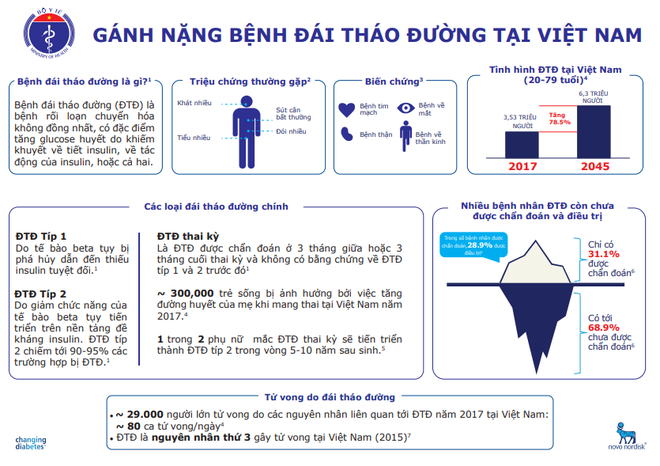 BỘ Y TẾ
MINISTRY OF HEALTH
GÁNH NẶNG BỆNH ĐÁI THÁO ĐƯỜNG TẠI VIỆT NAM
Bệnh đái tháo đường là gì?¹
Bệnh đái tháo đường (ĐTĐ) là
bệnh rối loạn chuyển hóa
không đồng nhất, có đặc điểm
tăng glucose huyết do khiếm
khuyết về tiết insulin, về tác
động của insulin, hoặc cả hai.
Triệu chứng thường gặp²
Khát nhiều
Sút cân
bất thường
Đói nhiều
Tiểu nhiều
Biến chứng³
Bệnh tim
mạch
Bệnh về
mắt
Bệnh thận
Bệnh về
thần kinh
Tình hình ĐTĐ tại Việt Nam
(20-79 tuổi)⁴
6,3 TRIỆU
NGƯỜI
3,53 TRIỆU
NGƯỜI
Tăng
78.5%
2017
2045
Các loại đái tháo đường chính
ĐTĐ Típ 1
Do tế bào beta tụy bị
phá hủy dẫn đến thiếu
insulin tuyệt đối.¹
ĐTĐ Típ 2
Do giảm chức năng của
tế bào beta tụy tiến
triển trên nền tảng đề
kháng insulin. ĐTĐ típ
2 chiếm tới 90-95% các
trường hợp bị ĐTĐ.¹
ĐTĐ thai kỳ
Là ĐTĐ được chẩn đoán ở 3 tháng giữa hoặc 3
tháng cuối thai kỳ và không có bằng chứng về ĐTĐ
típ 1 và 2 trước đó¹
~ 300,000 trẻ sống bị ảnh hưởng bởi việc tăng
đường huyết của mẹ khi mang thai tại Việt Nam năm
2017.⁴
1 trong 2 phụ nữ mắc ĐTĐ thai kỳ sẽ tiến triển
thành ĐTĐ típ 2 trong vòng 5-10 năm sau sinh.⁵
Nhiều bệnh nhân ĐTĐ còn chưa
được chẩn đoán và điều trị
Trong số bệnh nhân được
chẩn đoán, 28.9% được
điều trị⁶
Chỉ có
31.1%
được
chẩn đoán⁶
Có tới
68.9%
chưa được
chẩn đoán⁶
Tử vong do đái tháo đường
• ~ 29.000 người lớn tử vong do các nguyên nhân liên quan tới ĐTĐ năm 2017 tại Việt Nam:
~ 80 ca tử vong/ngày⁴
• ĐTĐ là nguyên nhân thứ 3 gây tử vong tại Việt Nam (2015)⁷
changing
diabetes
novo nordisk